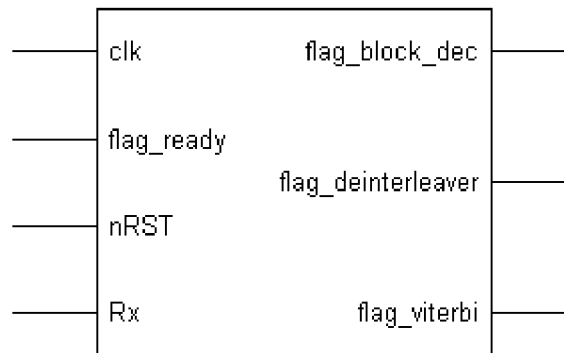 clk
flag_block_dec
flag_ready
flag_deinterleaver
nRST
Rx
flag_viterbi